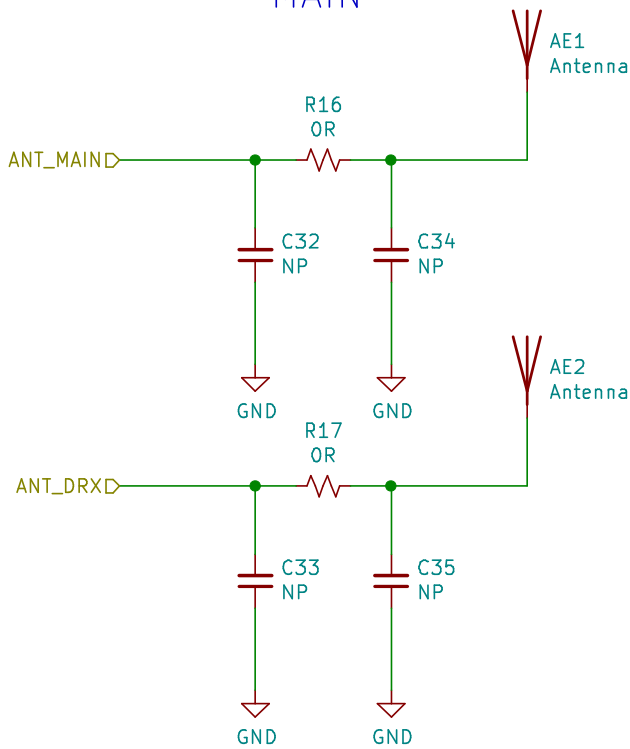 MAIN
AE1
Antenna
R16
0R
ANT_MAIN
C32
NP
C34
NP
GND
GND
AE2
Antenna
R17
0R
ANT_DRX
C33
NP
C35
NP
GND
GND